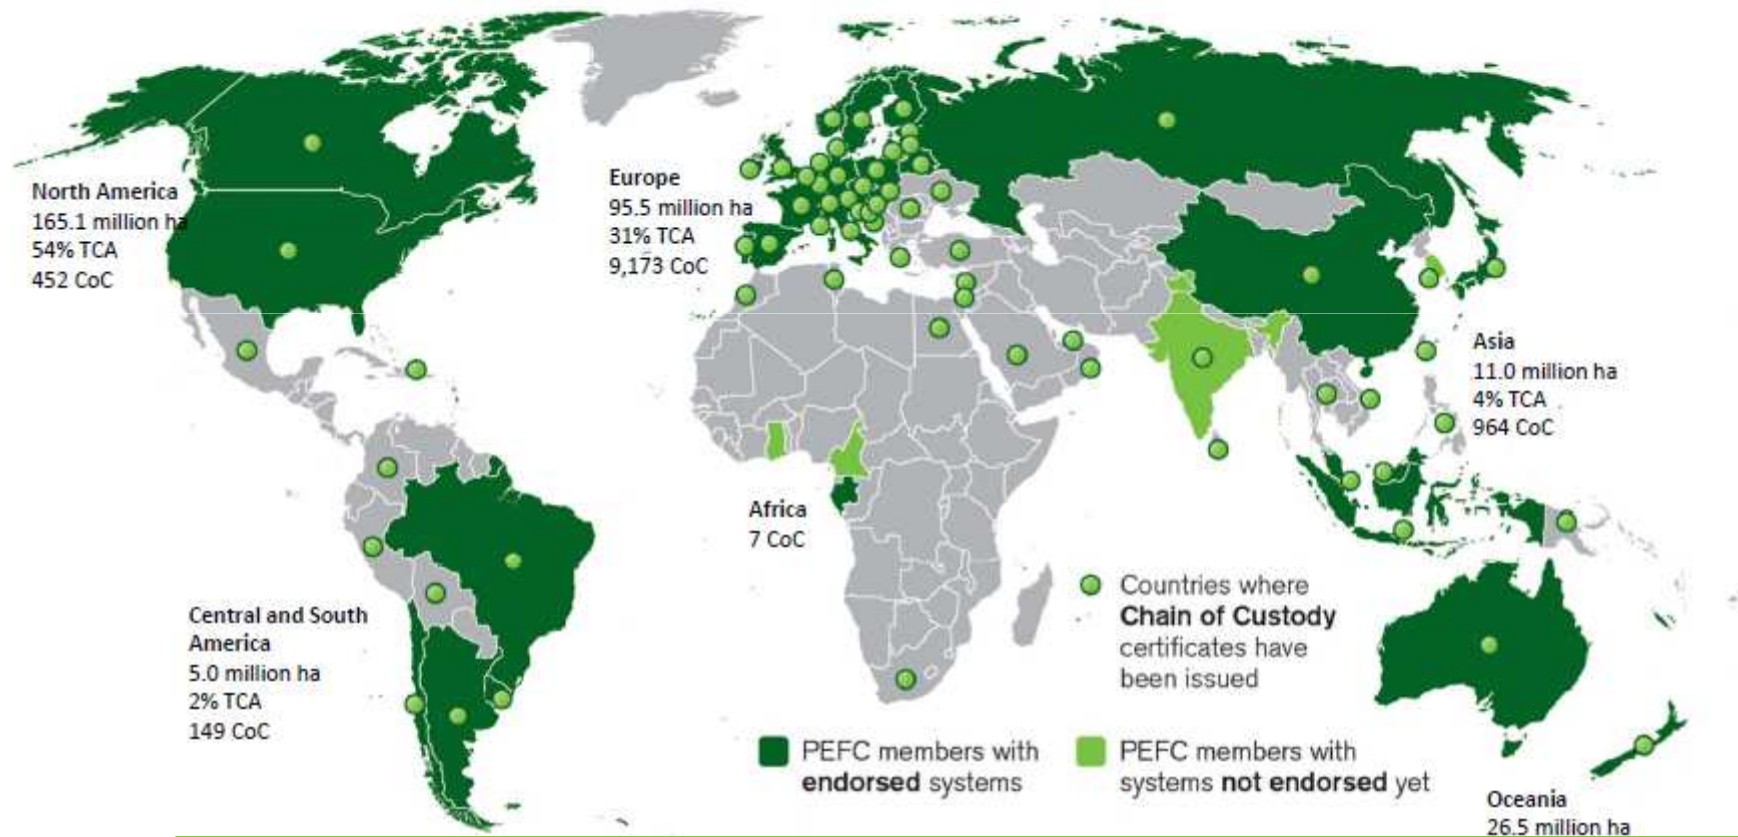 North America
165.1 million ha
54% TCA
452 CoC
Europe
95.5 million ha
31% TCA
9,173 CoC
Asia
11.0 million ha
4% TCA
964 CoC
Africa
7 CoC
Central and South
America
5.0 million ha
2% TCA
149 CoC
Countries where
Chain of Custody
certificates have
been issued
PEFC members with
endorsed systems
PEFC members with
systems not endorsed yet
Oceania
26.5 million ha